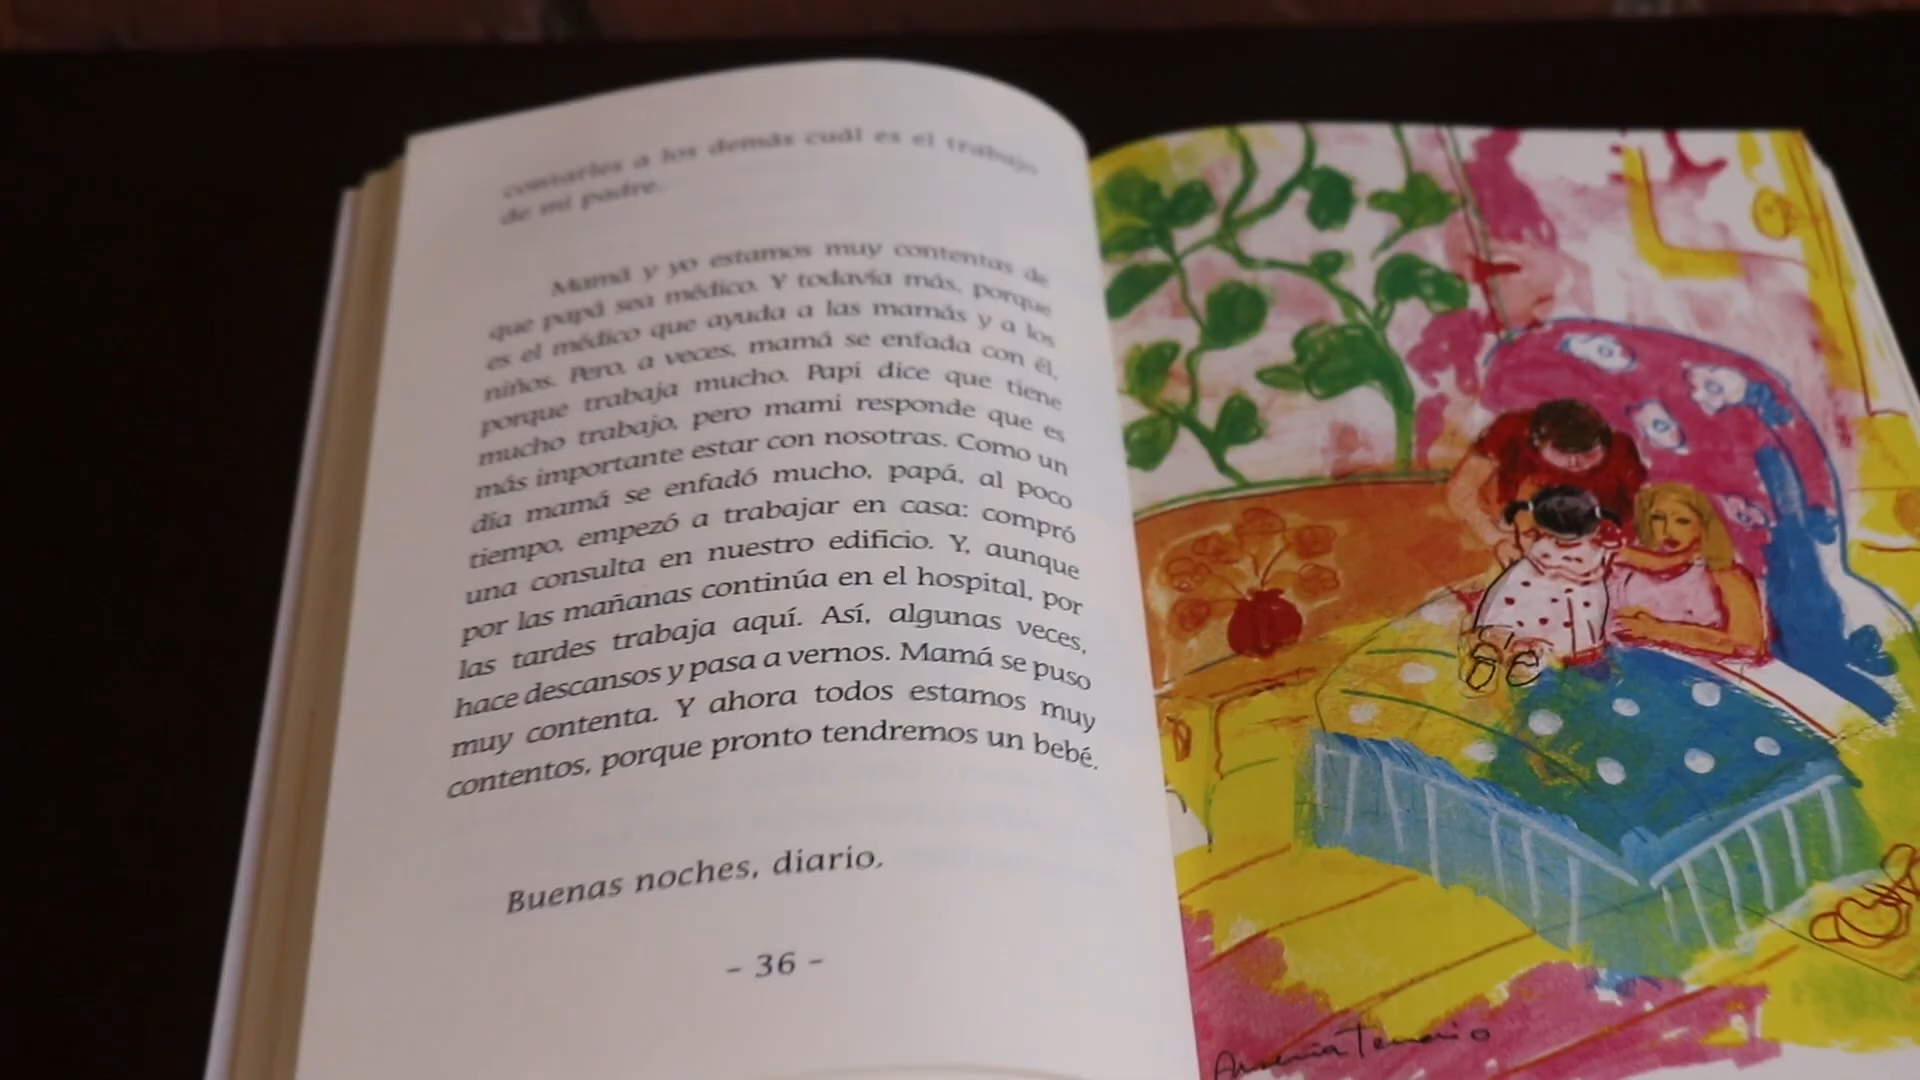 contarles a los demás cuál es el trabajo
de mi padre.
Mamá y yo estamos muy contentas de
que papá sea médico. Y todavía más, porque
es el médico que ayuda a las mamás y a los
niños. Pero, a veces, mamá se enfada con él,
porque trabaja mucho. Papi dice que tiene
mucho trabajo, pero mami responde que es
más importante estar con nosotras. Como un
día mamá se enfadó mucho, papá, al poco
tiempo, empezó a trabajar en casa: compró
una consulta en nuestro edificio. Y, aunque
por las mañanas continúa en el hospital, por
las tardes trabaja aquí. Así, algunas veces,
hace descansos y pasa a vernos. Mamá se puso
muy contenta. Y ahora todos estamos muy
contentos, porque pronto tendremos un bebé.
Buenas noches, diario.
- 36 -